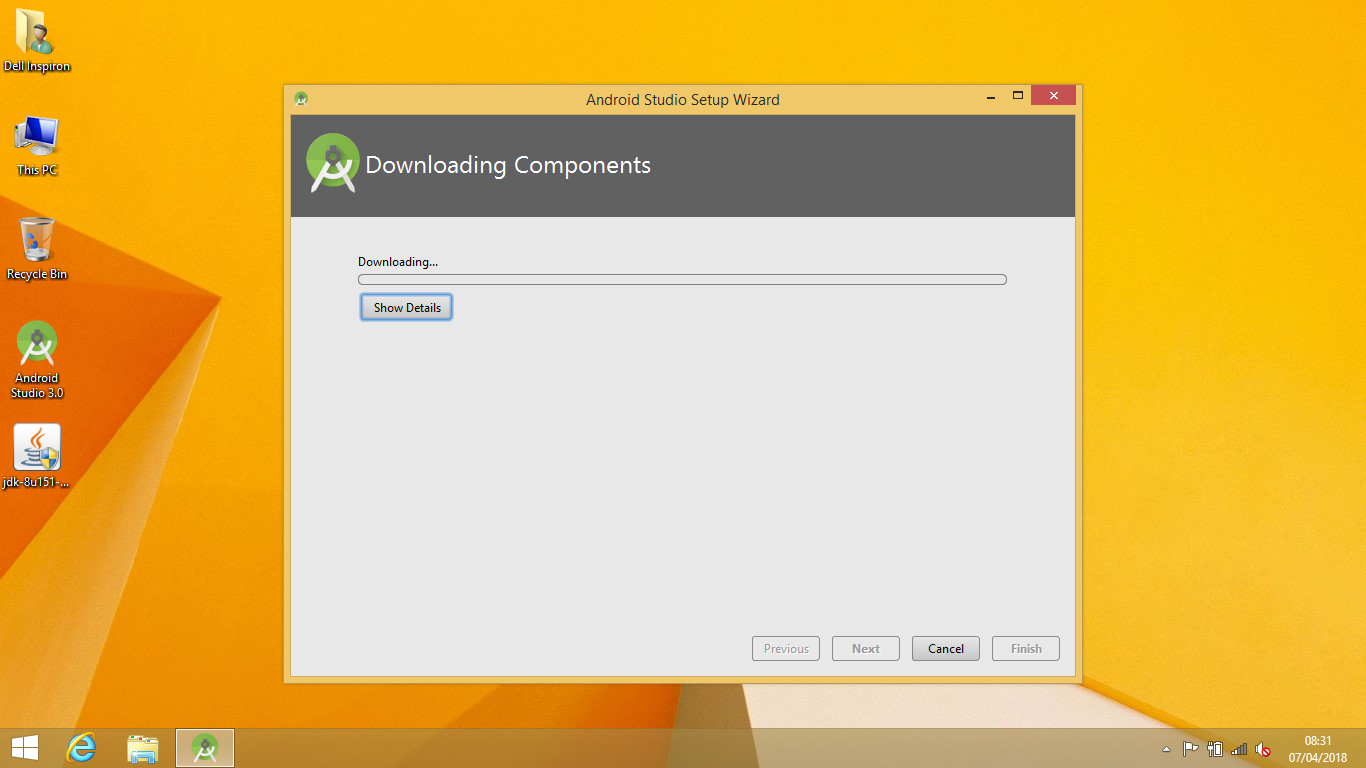 Dell Inspiron
This PC
Recycle Bin
Android
Studio 3.0
jdk-8u151-...
Android Studio Setup Wizard
Downloading Components
Downloading...
Show Details
Previous
Next
Cancel
Finish
08:31
07/04/2018